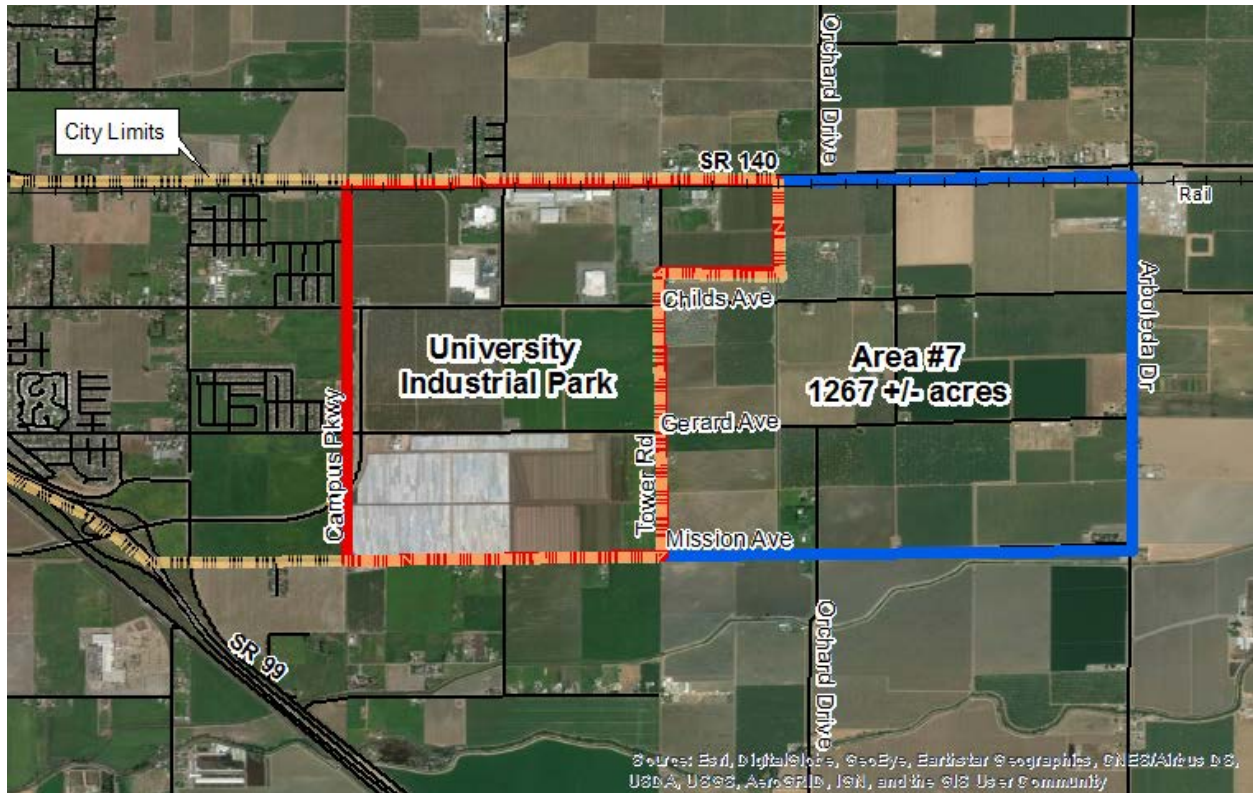 Orchard Drive
City Limits
SR 140
Rail
Arboleda Dr
Childs Ave
University
Industrial Park
Area #7
1267 +/- acres
Campus Pkwy
Gerard Ave
Tower Rd
Mission Ave
SR 99
Orchard Drive
Source: Esri, DigitalGlobe, GeoEye, Earthstar Geographics, CNES/Airbus DS,
USDA, USGS, AeroGRID, IGN, and the GIS User Community